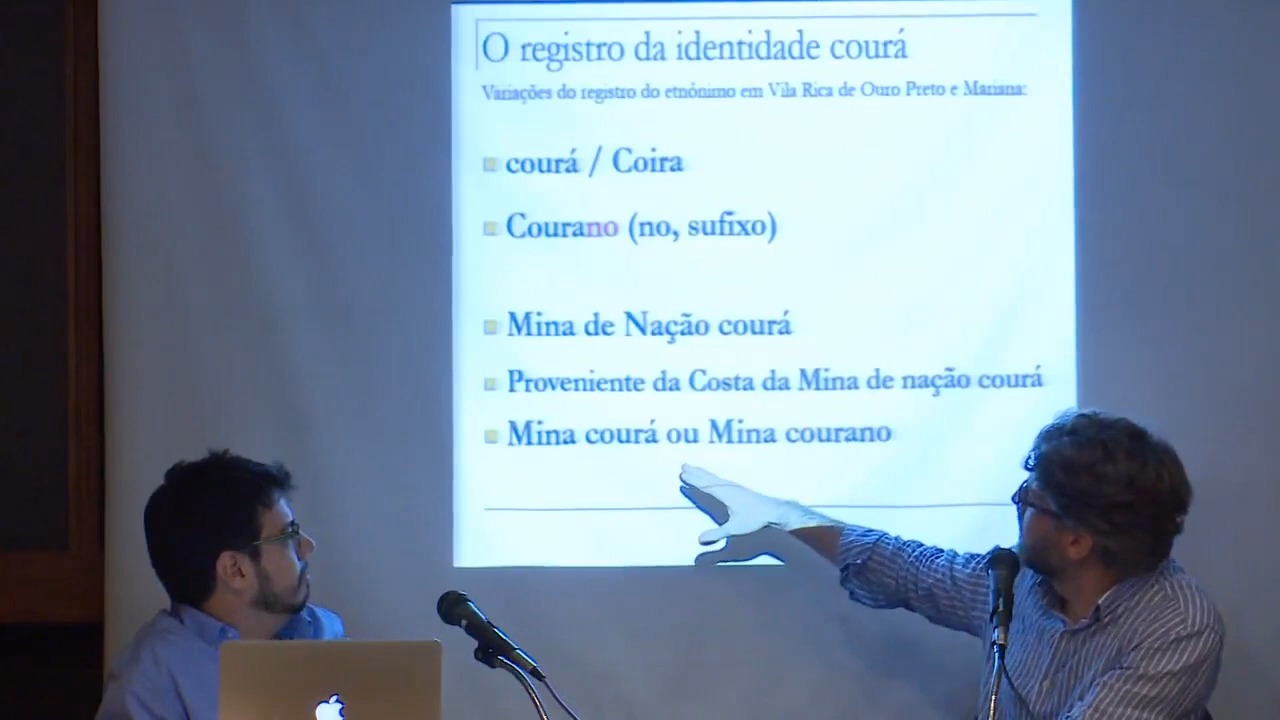 O registro da identidade courá
Variações do registro do etnónimo em Vila Rica de Ouro Preto e Mariana:
courá / Coira
Courano (no, sufixo)
Mina de Nação courá
Proveniente da Costa da Mina de nação courá
Mina courá ou Mina courano